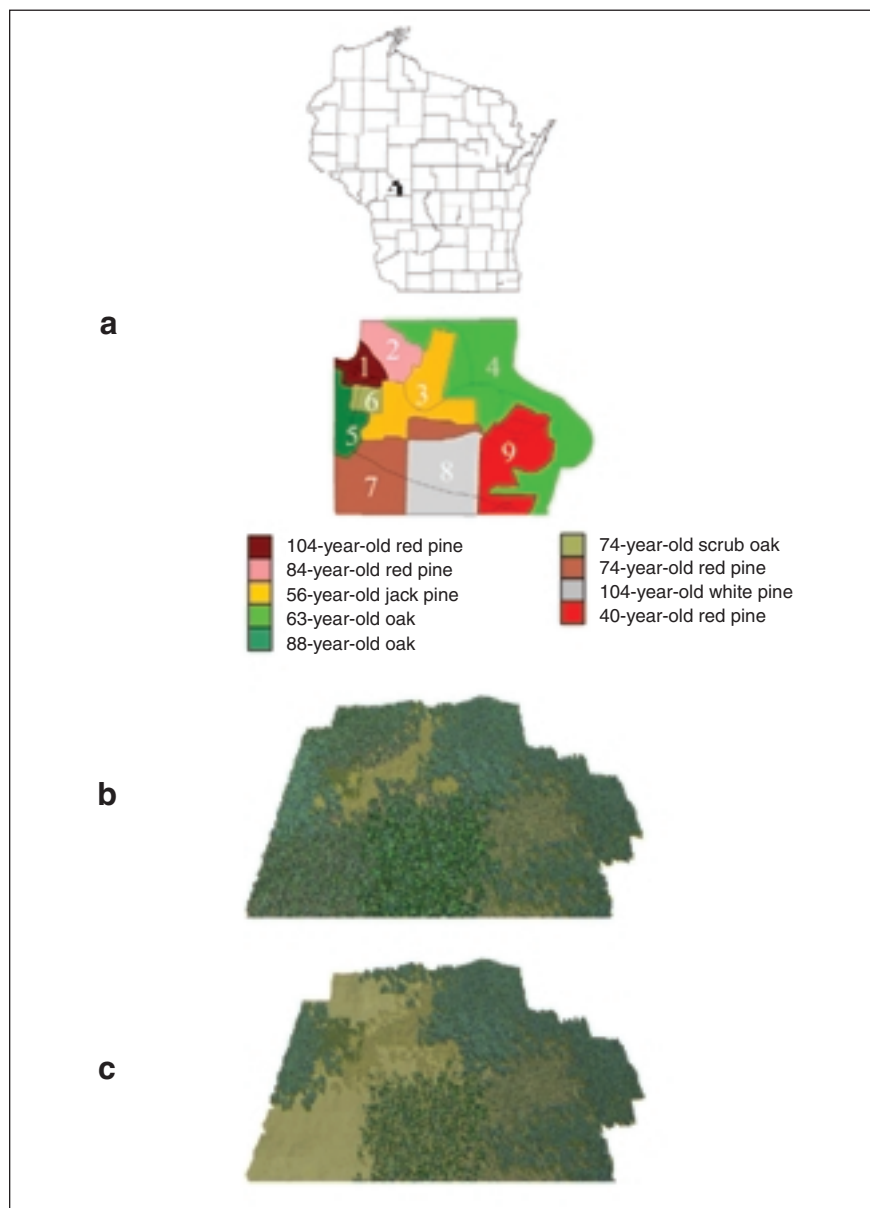 a
1
2
3
4
5
6
7
8
9
104-year-old red pine
84-year-old red pine
56-year-old jack pine
63-year-old oak
88-year-old oak
74-year-old scrub oak
74-year-old red pine
104-year-old white pine
40-year-old red pine
b
c